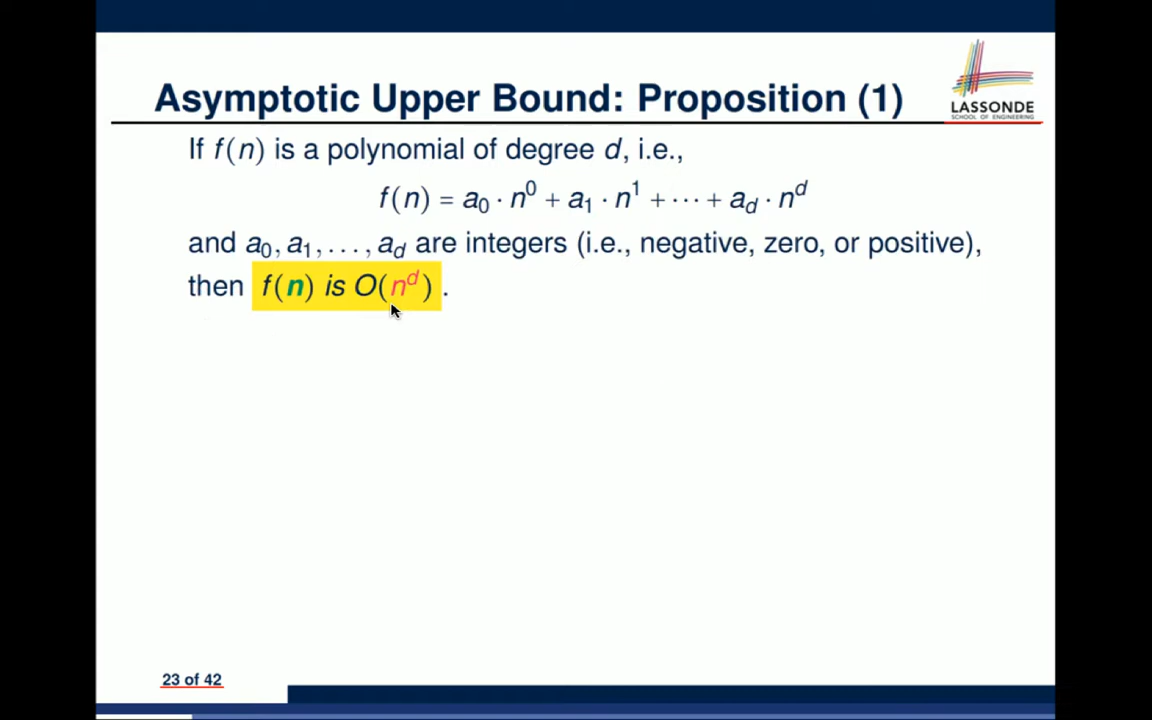 Asymptotic Upper Bound: Proposition (1)
LASSONDE
SCHOOL OF ENGINEERING
If f(n) is a polynomial of degree d, i.e.,
f(n) = a₀ · n⁰ + a₁ · n¹ + ⋯ + a_d · n^d
and a₀, a₁, . . . , a_d are integers (i.e., negative, zero, or positive),
then f(n) is O(n^d) .
23 of 42